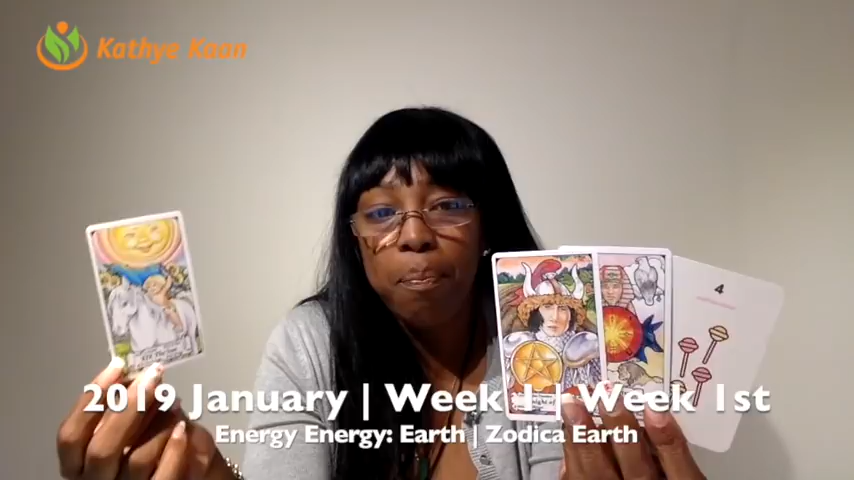 Kathye Kaan
4
2019 January | Week 1 | Week 1st
Energy Energy: Earth | Zodica Earth